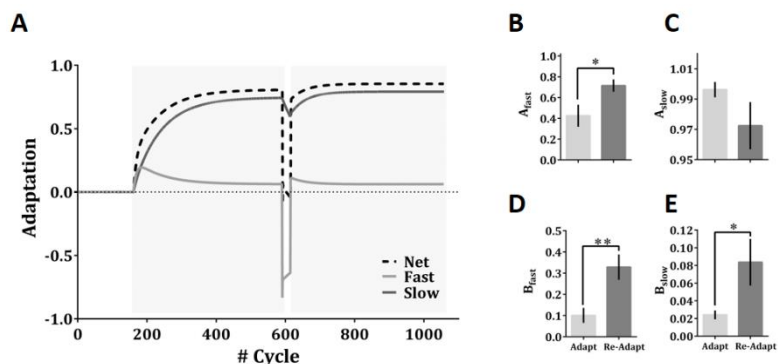 A
1.0
0.5
0.0
-0.5
-1.0
Adaptation
0
200
400
600
800
1000
# Cycle
Net
Fast
Slow
B
1.0
0.8
0.6
0.4
0.2
0.0
Afast
*
C
1.01
0.99
0.97
0.95
Aslow
D
0.5
0.4
0.3
0.2
0.1
0.0
Bfast
**
Adapt
Re-Adapt
E
0.12
0.10
0.08
0.06
0.04
0.02
0.00
Bslow
*
Adapt
Re-Adapt